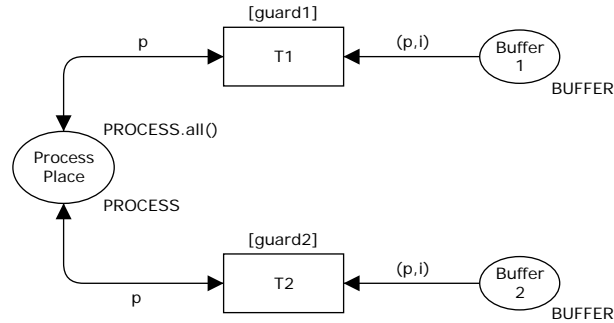 [guard1]
p
T1
(p,i)
Buffer
1
BUFFER
PROCESS.all()
Process
Place
PROCESS
[guard2]
p
T2
(p,i)
Buffer
2
BUFFER